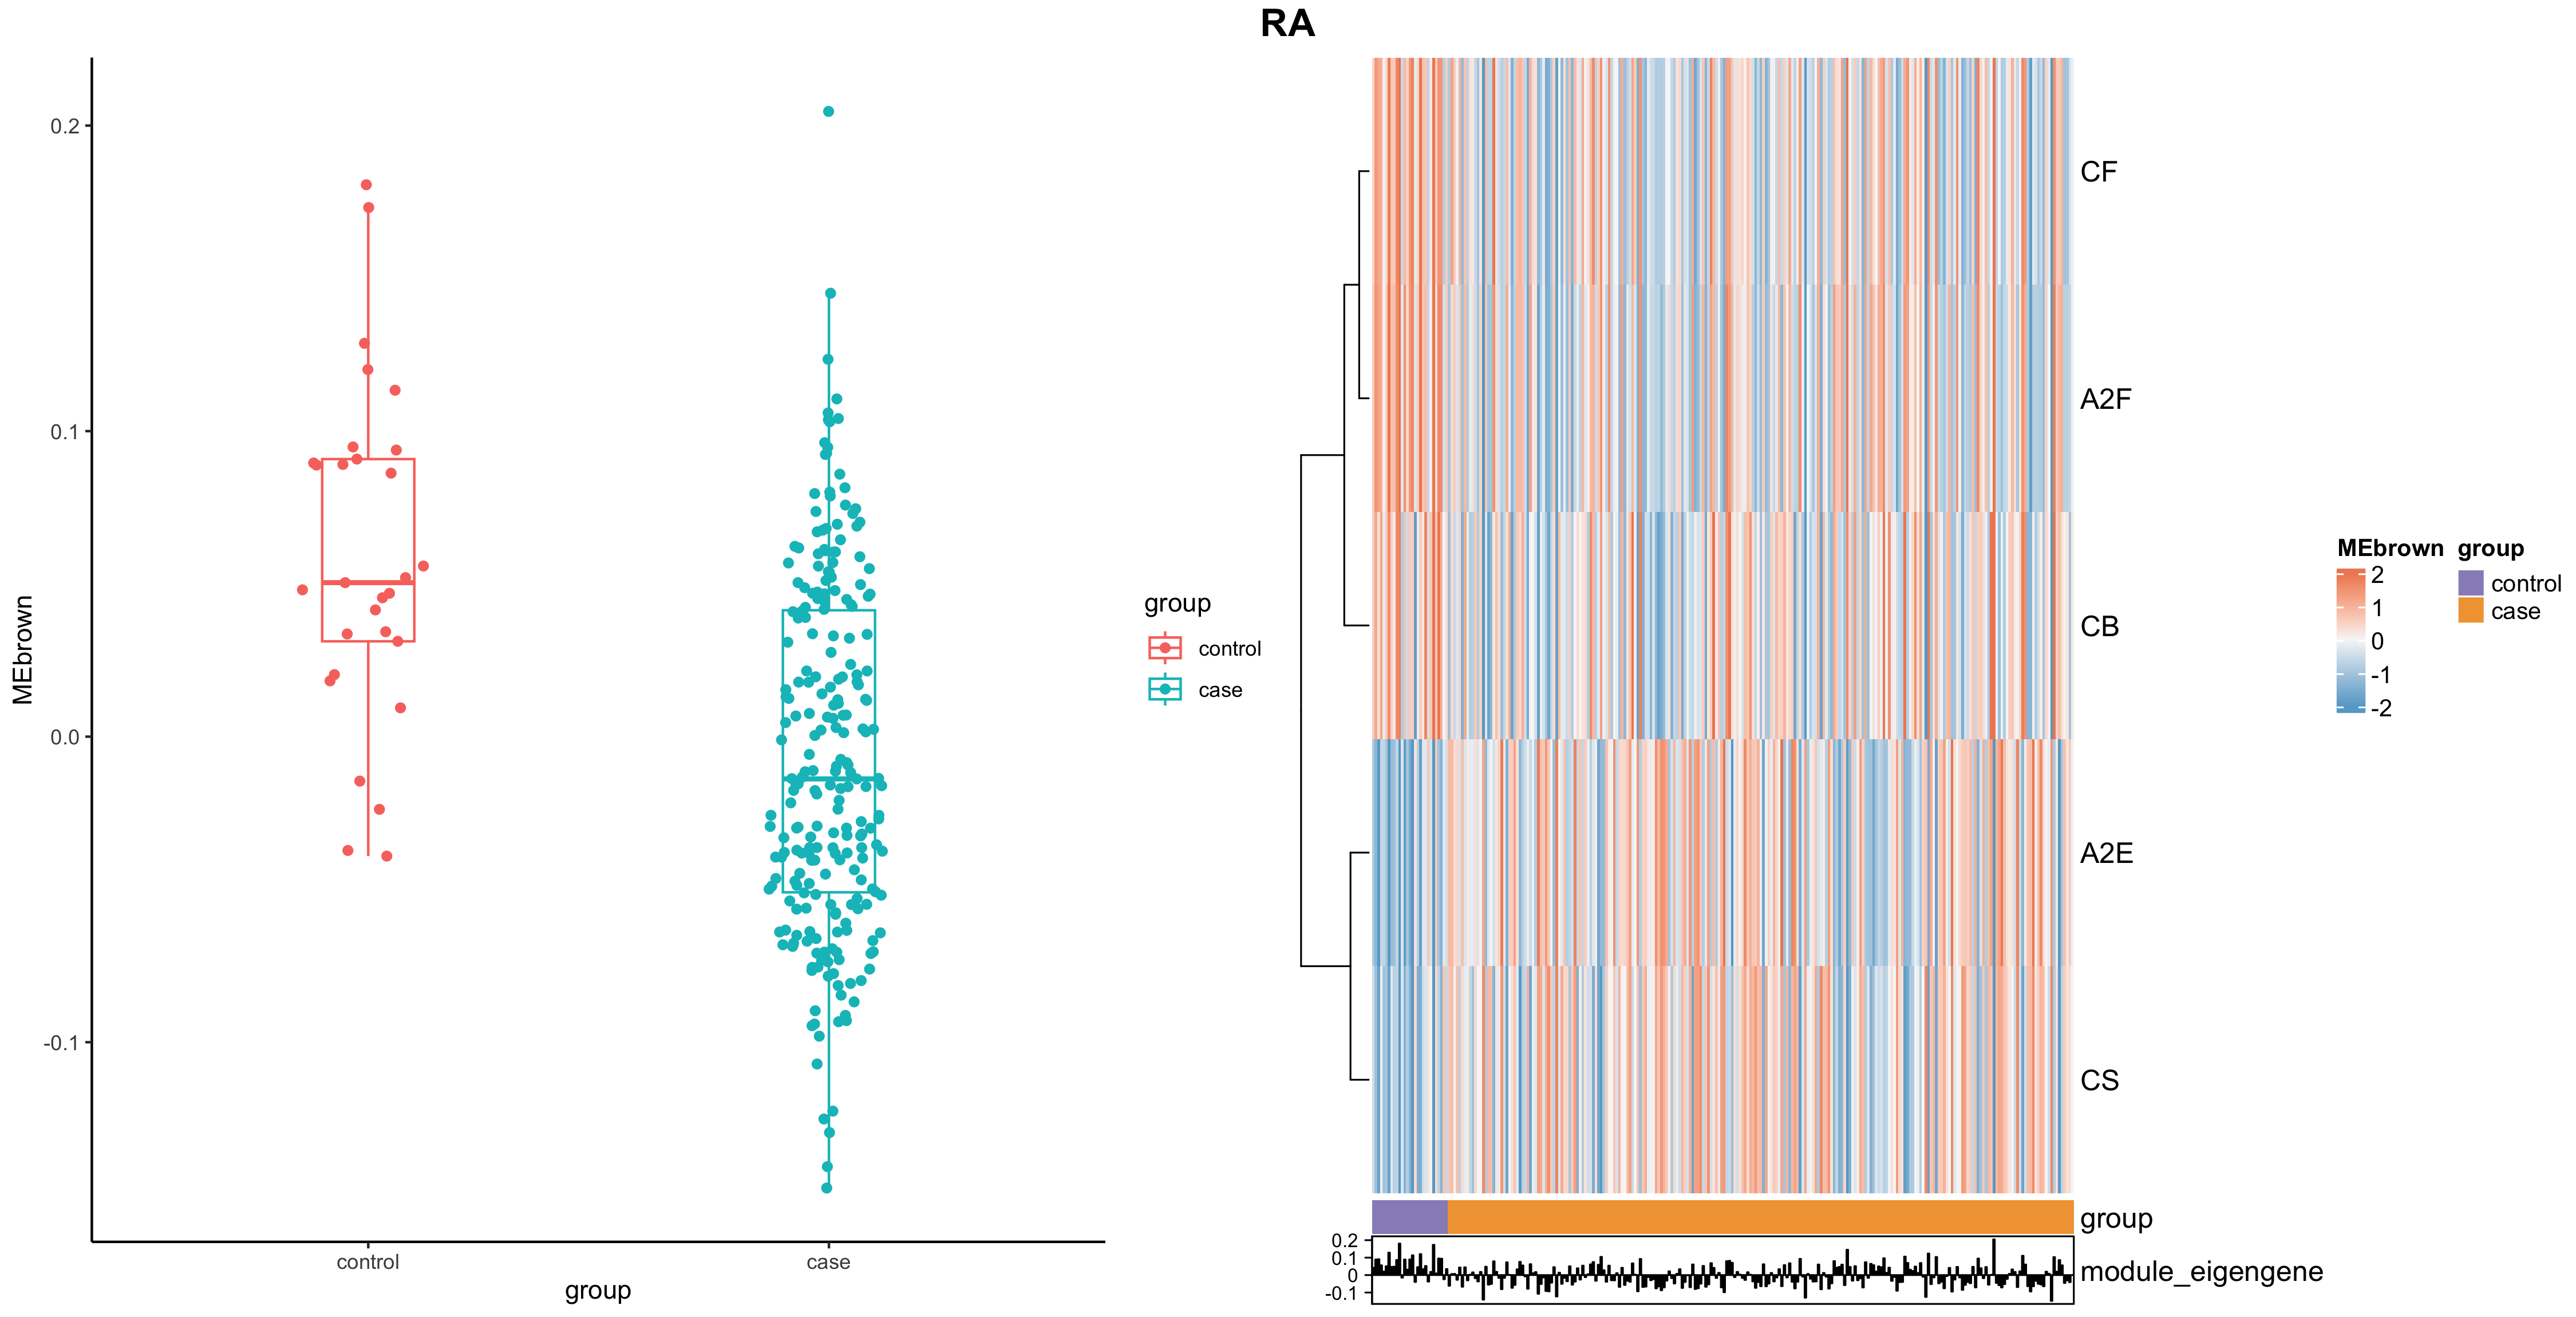 RA
MEbrown
0.2
0.1
0.0
-0.1
control
case
group
group
control
case
CF
A2F
CB
A2E
CS
group
0.2
0.1
0
-0.1
module_eigengene
MEbrown
2
1
0
-1
-2
group
control
case